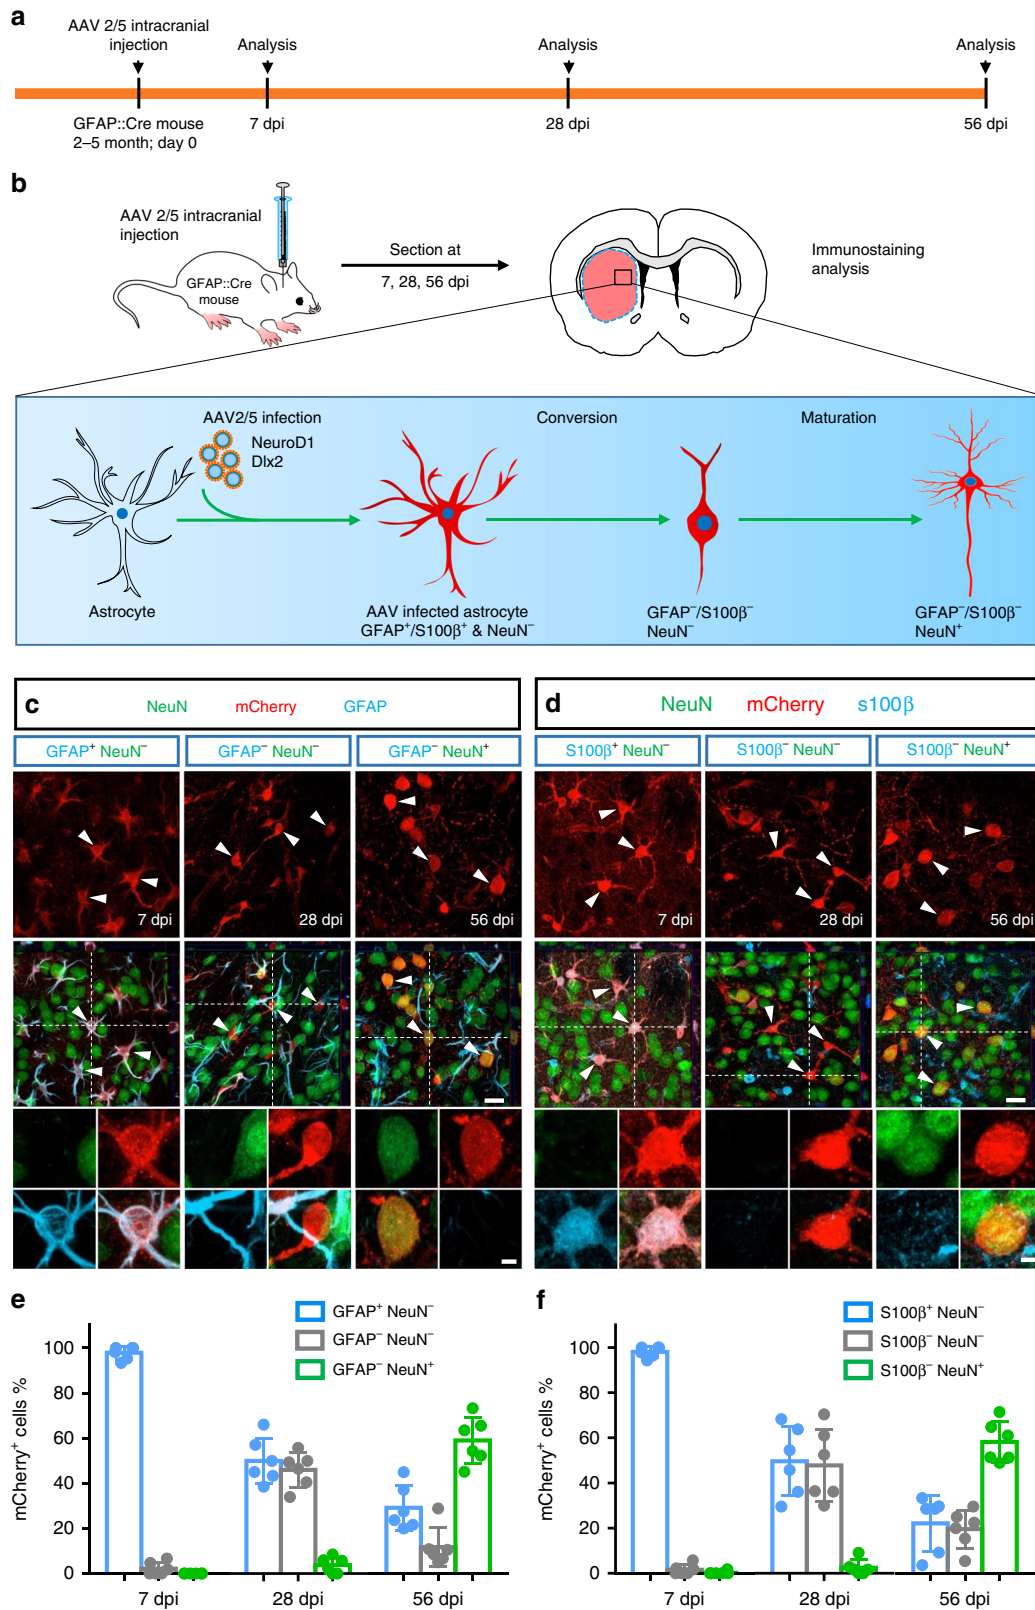 a
AAV 2/5 intracranial
injection
Analysis
Analysis
Analysis
GFAP::Cre mouse
2–5 month; day 0
7 dpi
28 dpi
56 dpi
b
AAV 2/5 intracranial
injection
GFAP::Cre
mouse
Section at
7, 28, 56 dpi
Immunostaining
analysis
AAV2/5 infection
NeuroD1
Dlx2
Conversion
Maturation
Astrocyte
AAV infected astrocyte
GFAP⁺/S100β⁺ & NeuN⁻
GFAP⁻/S100β⁻
NeuN⁻
GFAP⁻/S100β⁻
NeuN⁺
c
NeuN mCherry GFAP
GFAP⁺ NeuN⁻
GFAP⁻ NeuN⁻
GFAP⁻ NeuN⁺
7 dpi
28 dpi
56 dpi
d
NeuN mCherry s100β
S100β⁺ NeuN⁻
S100β⁻ NeuN⁻
S100β⁻ NeuN⁺
7 dpi
28 dpi
56 dpi
e
GFAP⁺ NeuN⁻
GFAP⁻ NeuN⁻
GFAP⁻ NeuN⁺
mCherry⁺ cells %
100
80
60
40
20
0
7 dpi
28 dpi
56 dpi
f
S100β⁺ NeuN⁻
S100β⁻ NeuN⁻
S100β⁻ NeuN⁺
mCherry⁺ cells %
100
80
60
40
20
0
7 dpi
28 dpi
56 dpi